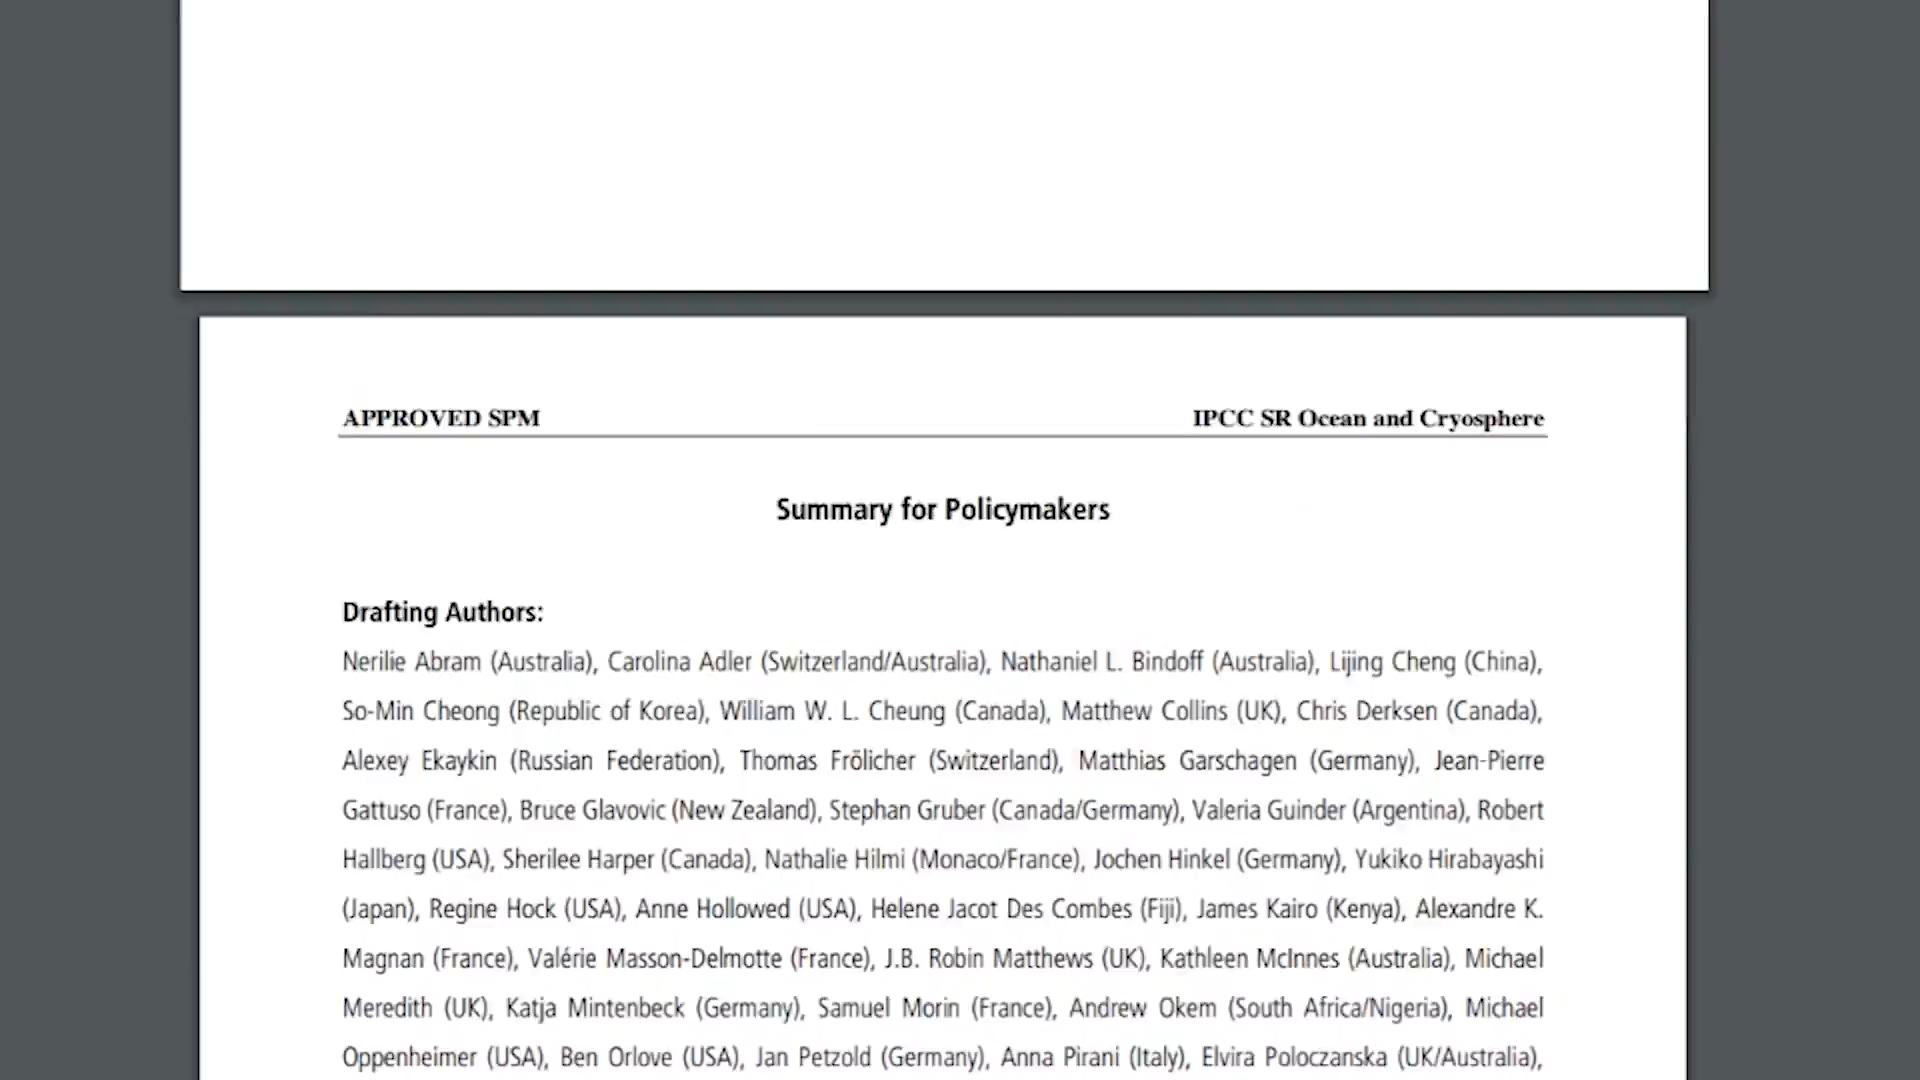 APPROVED SPM IPCC SR Ocean and Cryosphere
Summary for Policymakers
Drafting Authors:
Nerilie Abram (Australia), Carolina Adler (Switzerland/Australia), Nathaniel L. Bindoff (Australia), Lijing Cheng (China),
So-Min Cheong (Republic of Korea), William W. L. Cheung (Canada), Matthew Collins (UK), Chris Derksen (Canada),
Alexey Ekaykin (Russian Federation), Thomas Frölicher (Switzerland), Matthias Garschagen (Germany), Jean-Pierre
Gattuso (France), Bruce Glavovic (New Zealand), Stephan Gruber (Canada/Germany), Valeria Guinder (Argentina), Robert
Hallberg (USA), Sherilee Harper (Canada), Nathalie Hilmi (Monaco/France), Jochen Hinkel (Germany), Yukiko Hirabayashi
(Japan), Regine Hock (USA), Anne Hollowed (USA), Helene Jacot Des Combes (Fiji), James Kairo (Kenya), Alexandre K.
Magnan (France), Valérie Masson-Delmotte (France), J.B. Robin Matthews (UK), Kathleen McInnes (Australia), Michael
Meredith (UK), Katja Mintenbeck (Germany), Samuel Morin (France), Andrew Okem (South Africa/Nigeria), Michael
Oppenheimer (USA), Ben Orlove (USA), Jan Petzold (Germany), Anna Pirani (Italy), Elvira Poloczanska (UK/Australia),